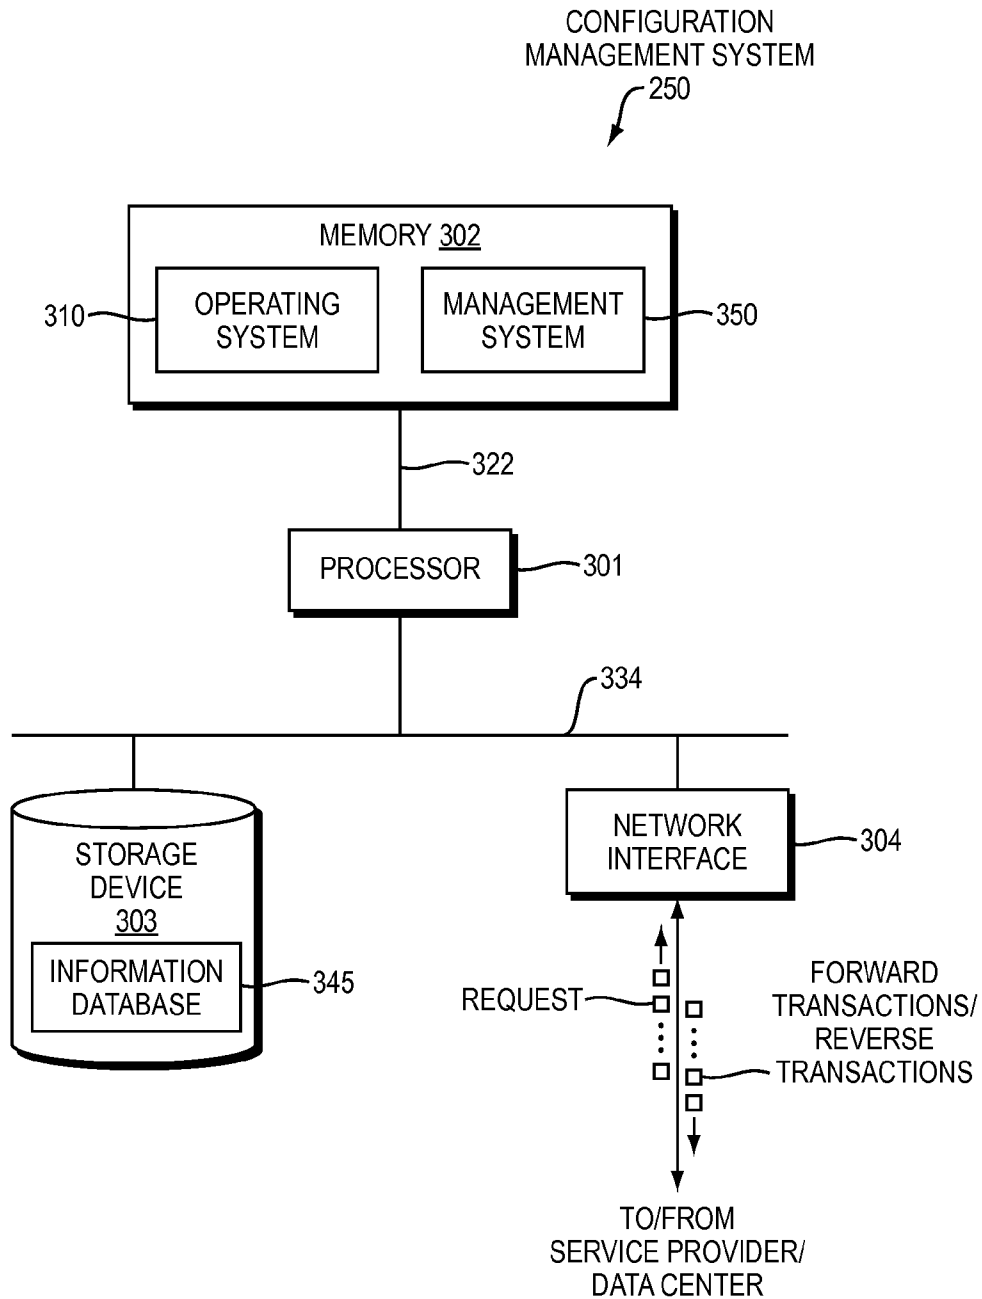 CONFIGURATION
MANAGEMENT SYSTEM
250
MEMORY 302
310
OPERATING
SYSTEM
MANAGEMENT
SYSTEM
350
322
PROCESSOR
301
334
STORAGE
DEVICE
303
INFORMATION
DATABASE
345
NETWORK
INTERFACE
304
REQUEST
FORWARD
TRANSACTIONS/
REVERSE
TRANSACTIONS
TO/FROM
SERVICE PROVIDER/
DATA CENTER